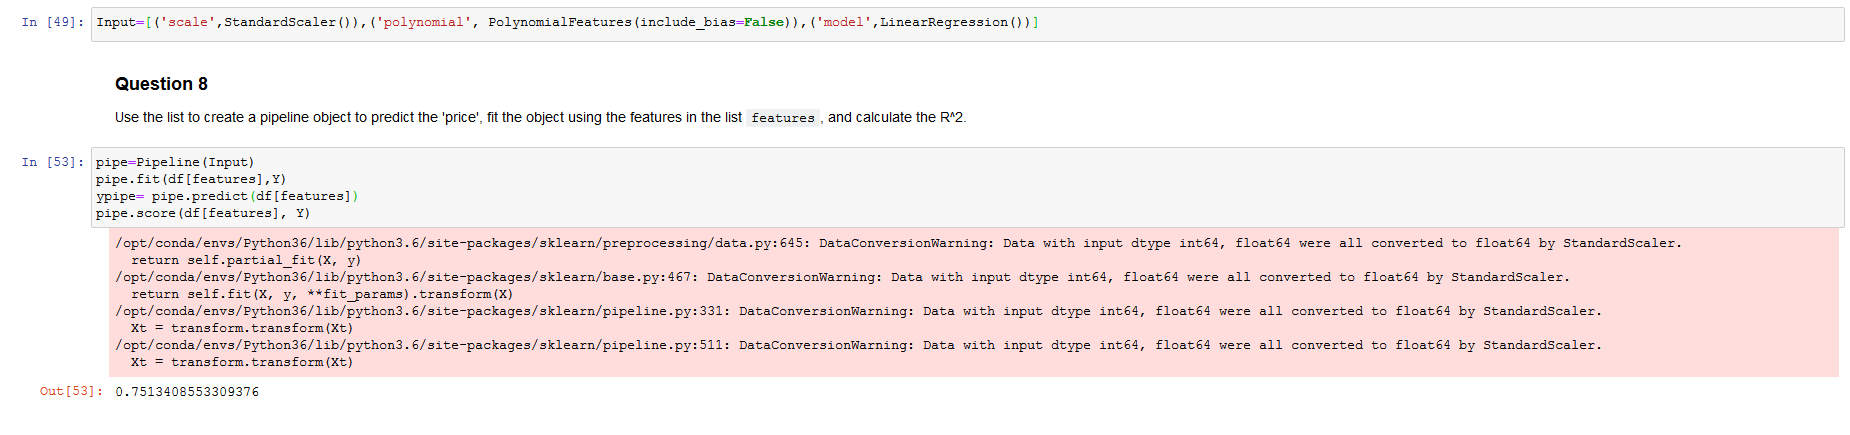 In [49]: Input=[('scale',StandardScaler()),('polynomial', PolynomialFeatures(include_bias=False)),('model',LinearRegression())]
Question 8
Use the list to create a pipeline object to predict the 'price', fit the object using the features in the list features , and calculate the R^2.
In [53]: pipe=Pipeline(Input)
pipe.fit(df[features],Y)
ypipe= pipe.predict(df[features])
pipe.score(df[features], Y)
/opt/conda/envs/Python36/lib/python3.6/site-packages/sklearn/preprocessing/data.py:645: DataConversionWarning: Data with input dtype int64, float64 were all converted to float64 by StandardScaler.
  return self.partial_fit(X, y)
/opt/conda/envs/Python36/lib/python3.6/site-packages/sklearn/base.py:467: DataConversionWarning: Data with input dtype int64, float64 were all converted to float64 by StandardScaler.
  return self.fit(X, y, **fit_params).transform(X)
/opt/conda/envs/Python36/lib/python3.6/site-packages/sklearn/pipeline.py:331: DataConversionWarning: Data with input dtype int64, float64 were all converted to float64 by StandardScaler.
  Xt = transform.transform(Xt)
/opt/conda/envs/Python36/lib/python3.6/site-packages/sklearn/pipeline.py:511: DataConversionWarning: Data with input dtype int64, float64 were all converted to float64 by StandardScaler.
  Xt = transform.transform(Xt)
Out[53]: 0.7513408553309376